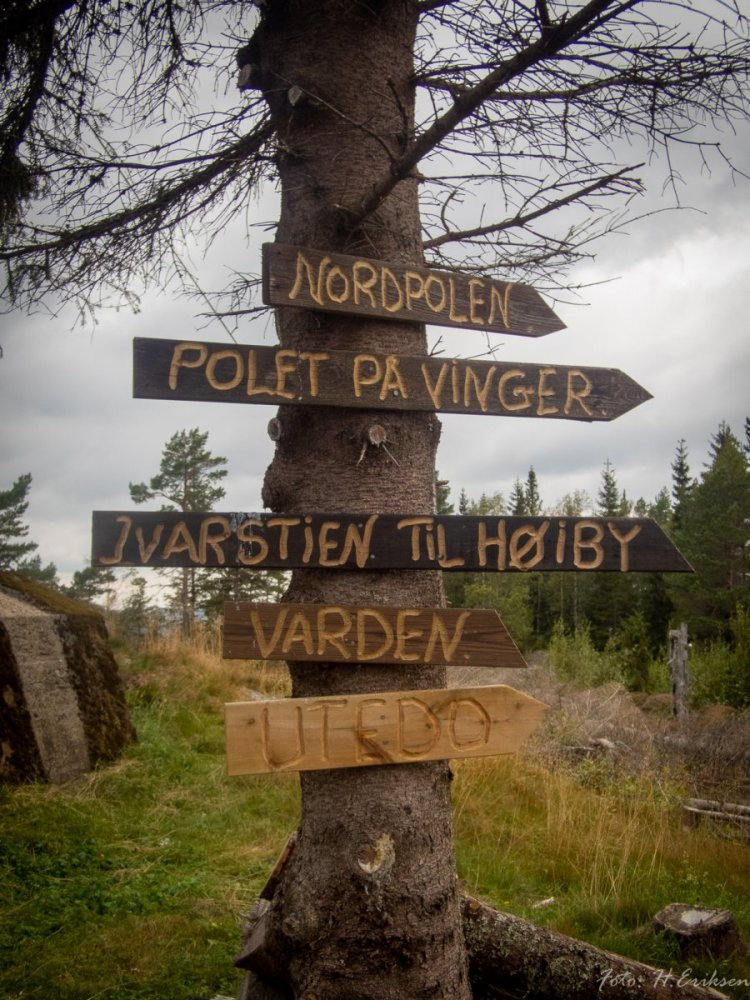 NORDPOLEN
POLET PÅ VINGER.
IVARSTIEN TIL HØIBY
VARDEN.
UTEDO
Foto: H.Eriksen